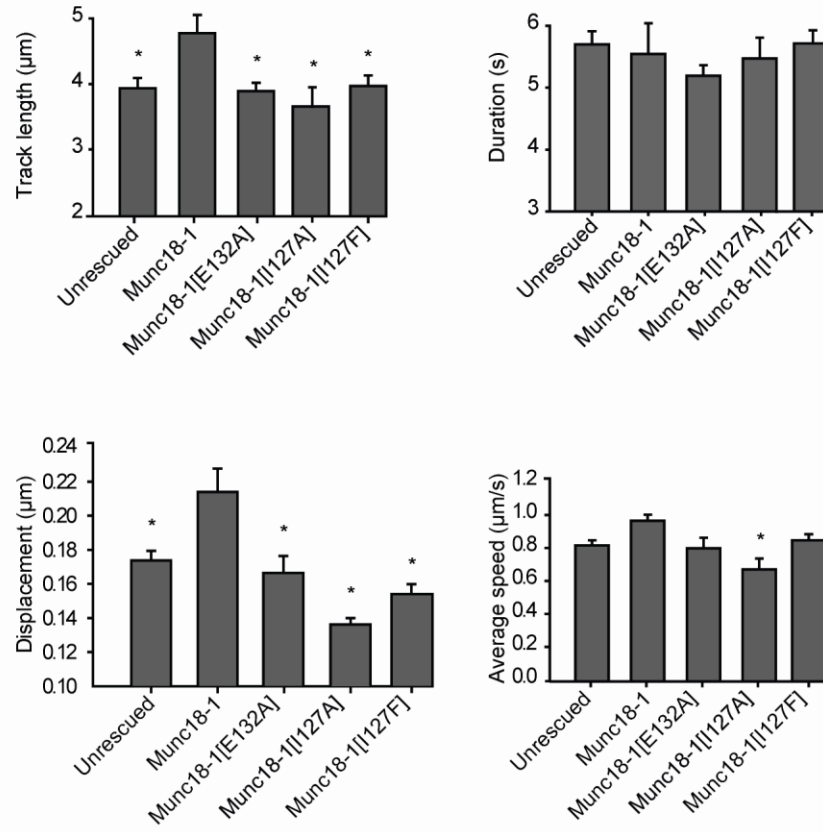 Track length (μm)
5
4
3
2
*
*
*
*
Unrescued
Munc18-1
Munc18-1[E132A]
Munc18-1[I127A]
Munc18-1[I127F]
Duration (s)
6
5
6
4
3
Unrescued
Munc18-1
Munc18-1[E132A]
Munc18-1[I127A]
Munc18-1[I127F]
Displacement (μm)
0.24
0.22
0.20
0.18
0.16
0.14
0.12
0.10
*
*
*
*
Unrescued
Munc18-1
Munc18-1[E132A]
Munc18-1[I127A]
Munc18-1[I127F]
Average speed (μm/s)
1.2
1.0
0.8
0.6
0.4
0.2
0.0
*
Unrescued
Munc18-1
Munc18-1[E132A]
Munc18-1[I127A]
Munc18-1[I127F]